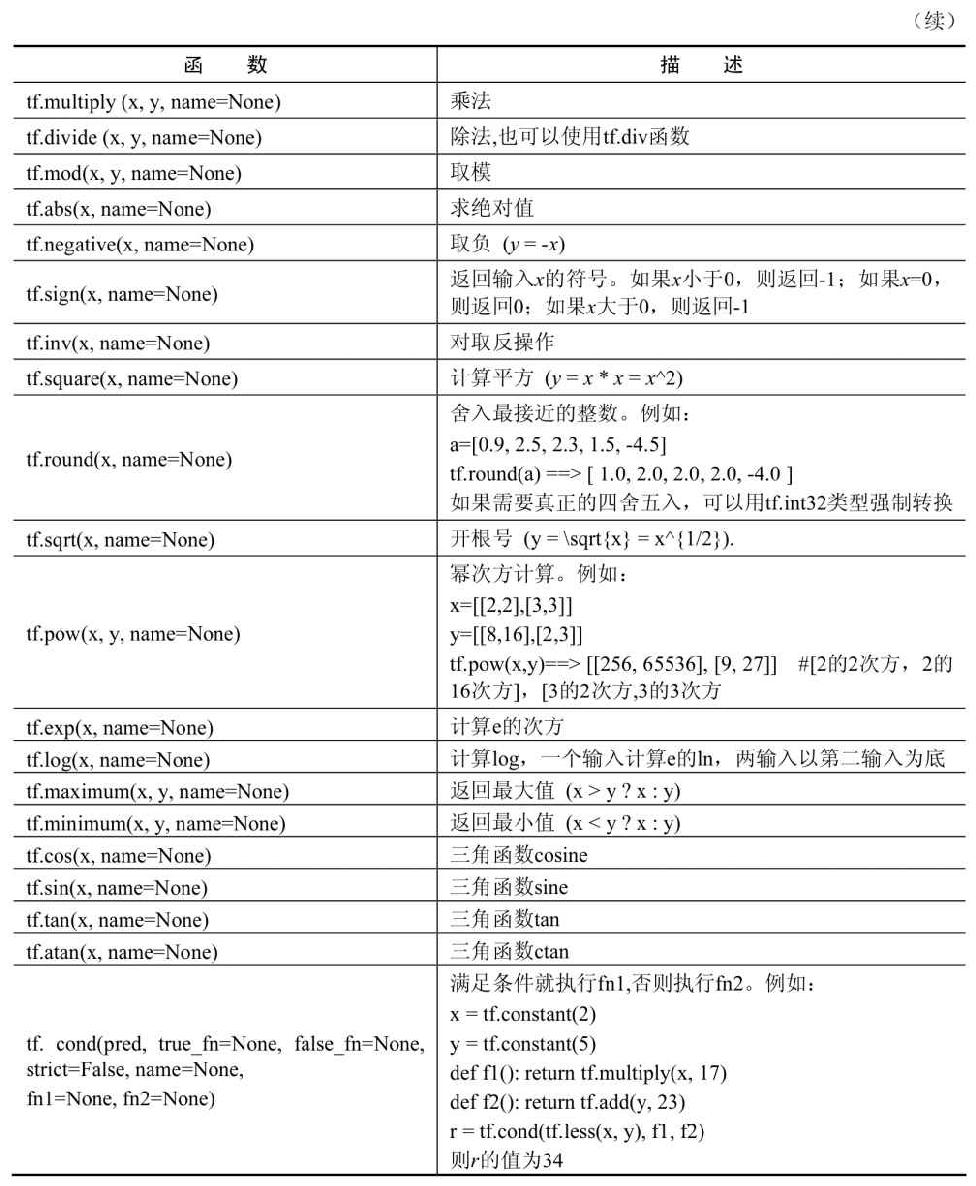 （续）
函 数 描 述
tf.multiply (x, y, name=None) 乘法
tf.divide (x, y, name=None) 除法,也可以使用tf.div函数
tf.mod(x, y, name=None) 取模
tf.abs(x, name=None) 求绝对值
tf.negative(x, name=None) 取负 (y = -x)
tf.sign(x, name=None) 返回输入x的符号。如果x小于0，则返回-1；如果x=0，
则返回0；如果x大于0，则返回-1
tf.inv(x, name=None) 对取反操作
tf.square(x, name=None) 计算平方 (y = x * x = x^2)
tf.round(x, name=None) 舍入最接近的整数。例如：
a=[0.9, 2.5, 2.3, 1.5, -4.5]
tf.round(a) ==> [ 1.0, 2.0, 2.0, 2.0, -4.0 ]
如果需要真正的四舍五入，可以用tf.int32类型强制转换
tf.sqrt(x, name=None) 开根号 (y = \sqrt{x} = x^{1/2}).
tf.pow(x, y, name=None) 幂次方计算。例如：
x=[[2,2],[3,3]]
y=[[8,16],[2,3]]
tf.pow(x,y)==> [[256, 65536], [9, 27]] #[2的2次方，2的
16次方]，[3的2次方,3的3次方
tf.exp(x, name=None) 计算e的次方
tf.log(x, name=None) 计算log，一个输入计算e的ln，两输入以第二输入为底
tf.maximum(x, y, name=None) 返回最大值 (x > y ? x : y)
tf.minimum(x, y, name=None) 返回最小值 (x < y ? x : y)
tf.cos(x, name=None) 三角函数cosine
tf.sin(x, name=None) 三角函数sine
tf.tan(x, name=None) 三角函数tan
tf.atan(x, name=None) 三角函数ctan
tf. cond(pred, true_fn=None, false_fn=None,
strict=False, name=None,
fn1=None, fn2=None)
满足条件就执行fn1,否则执行fn2。例如：
x = tf.constant(2)
y = tf.constant(5)
def f1(): return tf.multiply(x, 17)
def f2(): return tf.add(y, 23)
r = tf.cond(tf.less(x, y), f1, f2)
则r的值为34